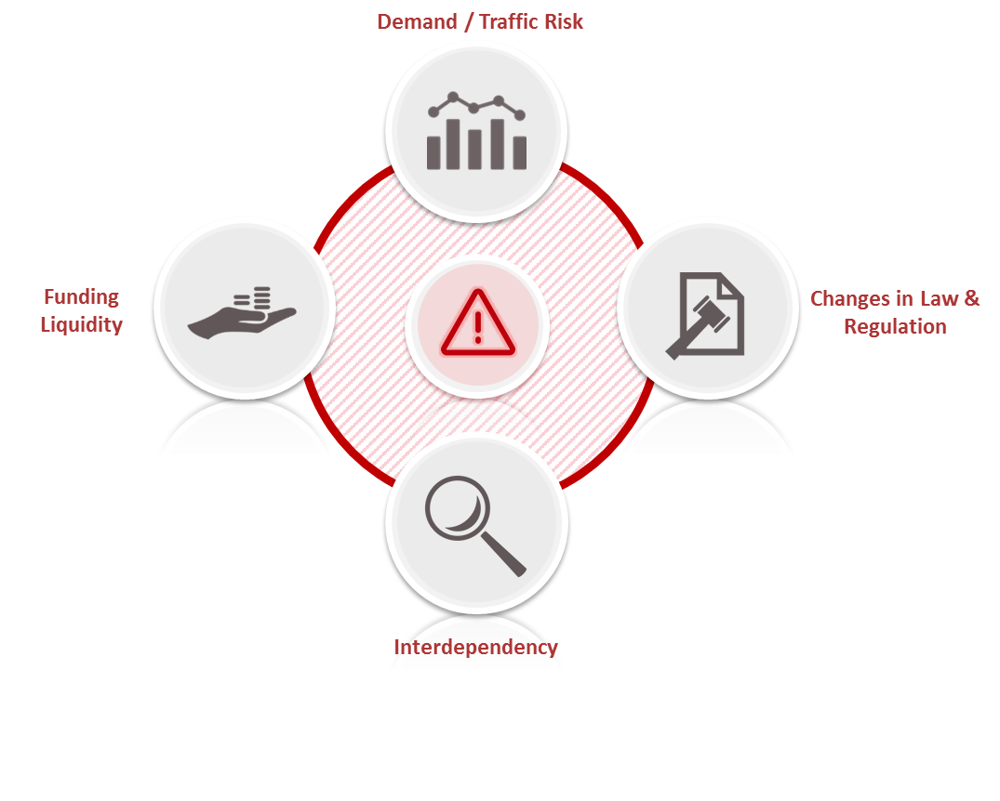 Demand / Traffic Risk
Funding
Liquidity
Changes in Law &
Regulation
Interdependency